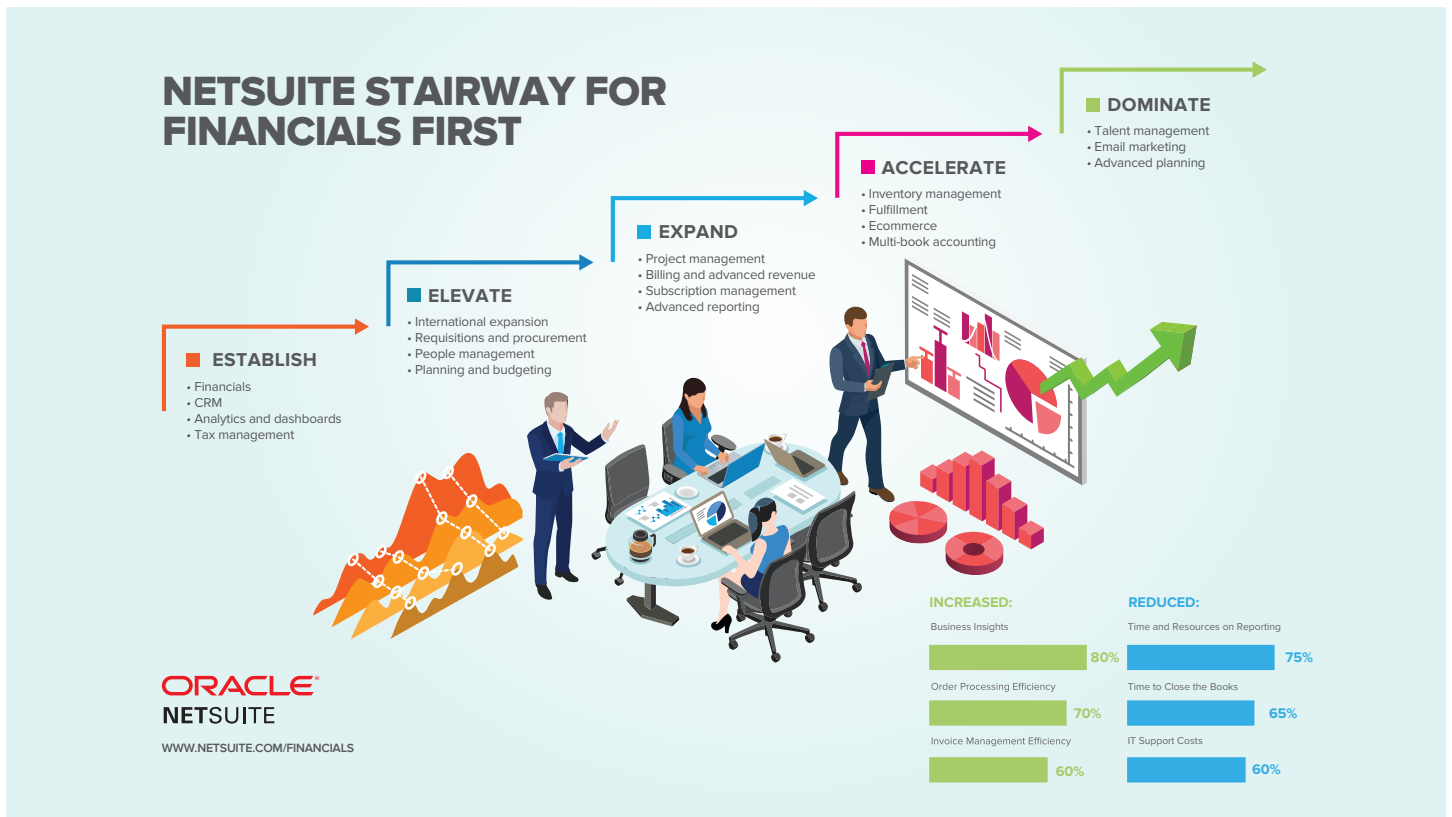 NETSUITE STAIRWAY FOR
FINANCIALS FIRST
ESTABLISH
• Financials
• CRM
• Analytics and dashboards
• Tax management
ELEVATE
• International expansion
• Requisitions and procurement
• People management
• Planning and budgeting
EXPAND
• Project management
• Billing and advanced revenue
• Subscription management
• Advanced reporting
ACCELERATE
• Inventory management
• Fulfillment
• Ecommerce
• Multi-book accounting
DOMINATE
• Talent management
• Email marketing
• Advanced planning
INCREASED:
Business Insights
80%
Order Processing Efficiency
70%
Invoice Management Efficiency
60%
REDUCED:
Time and Resources on Reporting
75%
Time to Close the Books
65%
IT Support Costs
60%
ORACLE®
NETSUITE
WWW.NETSUITE.COM/FINANCIALS